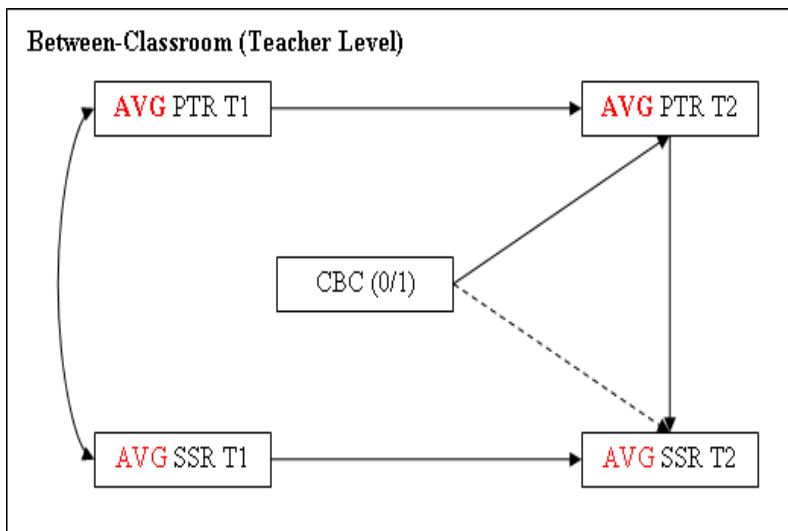 Between-Classroom (Teacher Level)
AVG PTR T1
AVG PTR T2
CBC (0/1)
AVG SSR T1
AVG SSR T2